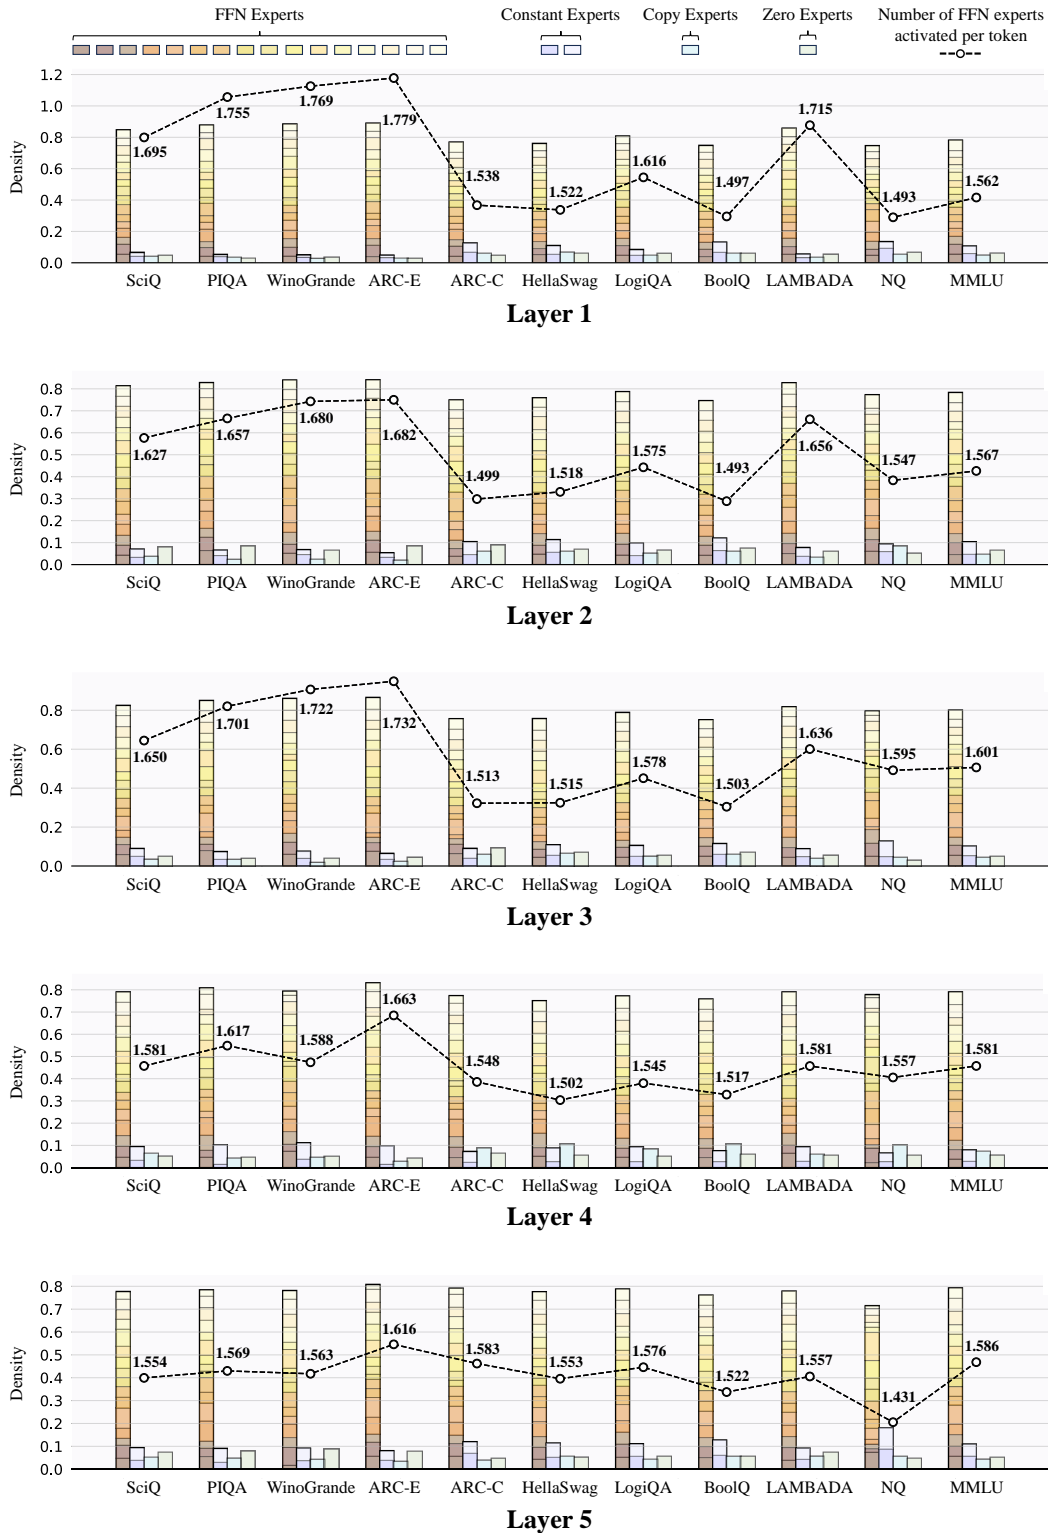 FFN Experts Constant Experts Copy Experts Zero Experts Number of FFN experts
activated per token
Density
1.2
1.0
0.8
0.6
0.4
0.2
0.0
1.695 1.755 1.769 1.779 1.538 1.522 1.616 1.497 1.715 1.493 1.562
SciQ PIQA WinoGrande ARC-E ARC-C HellaSwag LogiQA BoolQ LAMBADA NQ MMLU
Layer 1
Density
0.8
0.7
0.6
0.5
0.4
0.3
0.2
0.1
0.0
1.627 1.657 1.680 1.682 1.499 1.518 1.575 1.493 1.656 1.547 1.567
SciQ PIQA WinoGrande ARC-E ARC-C HellaSwag LogiQA BoolQ LAMBADA NQ MMLU
Layer 2
Density
0.8
0.6
0.4
0.2
0.0
1.650 1.701 1.722 1.732 1.513 1.515 1.578 1.503 1.636 1.595 1.601
SciQ PIQA WinoGrande ARC-E ARC-C HellaSwag LogiQA BoolQ LAMBADA NQ MMLU
Layer 3
Density
0.8
0.7
0.6
0.5
0.4
0.3
0.2
0.1
0.0
1.581 1.617 1.588 1.663 1.548 1.502 1.545 1.517 1.581 1.557 1.581
SciQ PIQA WinoGrande ARC-E ARC-C HellaSwag LogiQA BoolQ LAMBADA NQ MMLU
Layer 4
Density
0.8
0.7
0.6
0.5
0.4
0.3
0.2
0.1
0.0
1.554 1.569 1.563 1.616 1.583 1.553 1.576 1.522 1.557 1.431 1.586
SciQ PIQA WinoGrande ARC-E ARC-C HellaSwag LogiQA BoolQ LAMBADA NQ MMLU
Layer 5